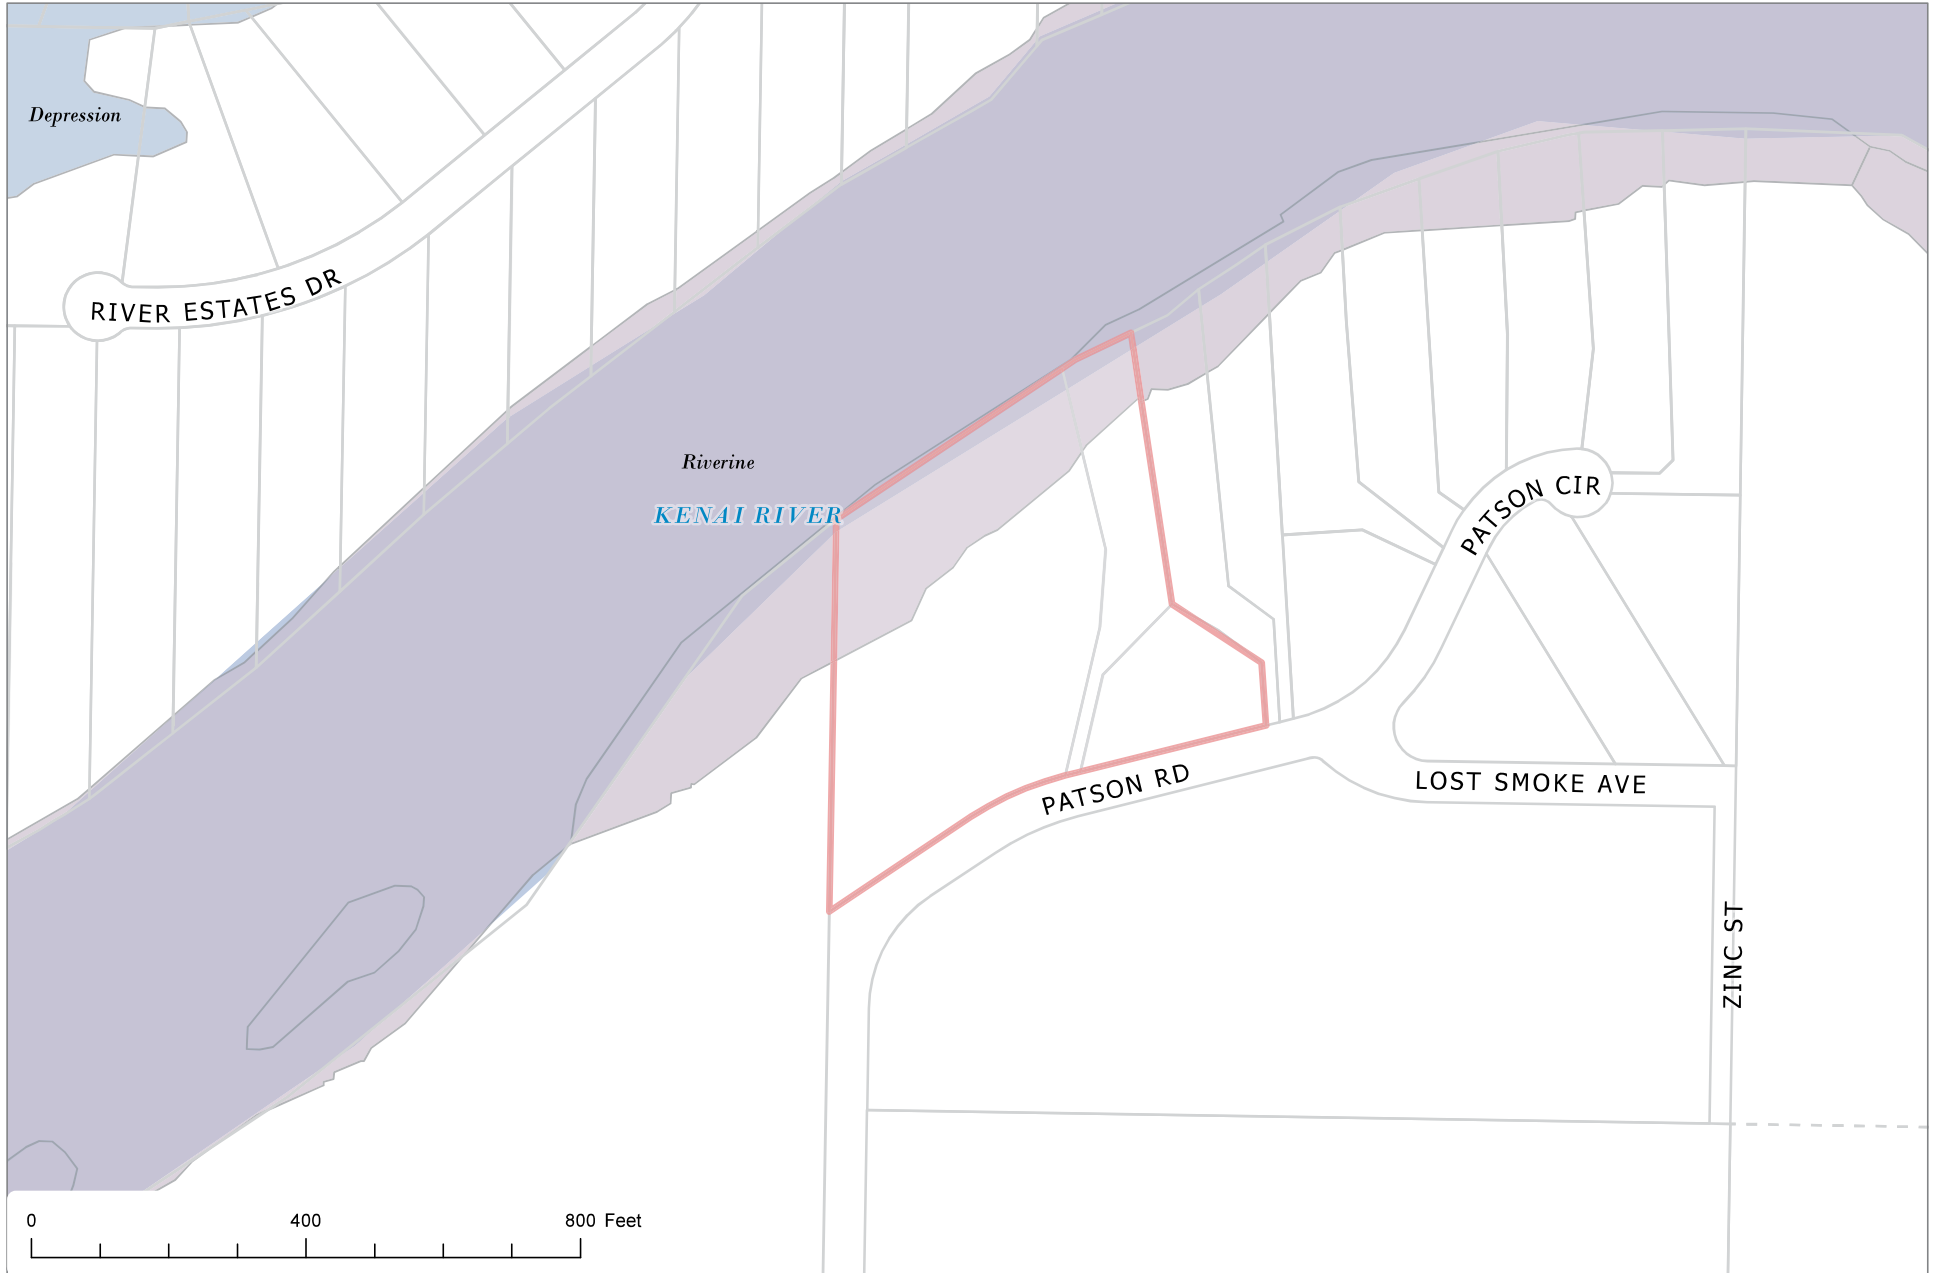 Depression
RIVER ESTATES DR
Riverine
KENAI RIVER
PATSON CIR
PATSON RD
LOST SMOKE AVE
ZINC ST
0 400 800 Feet